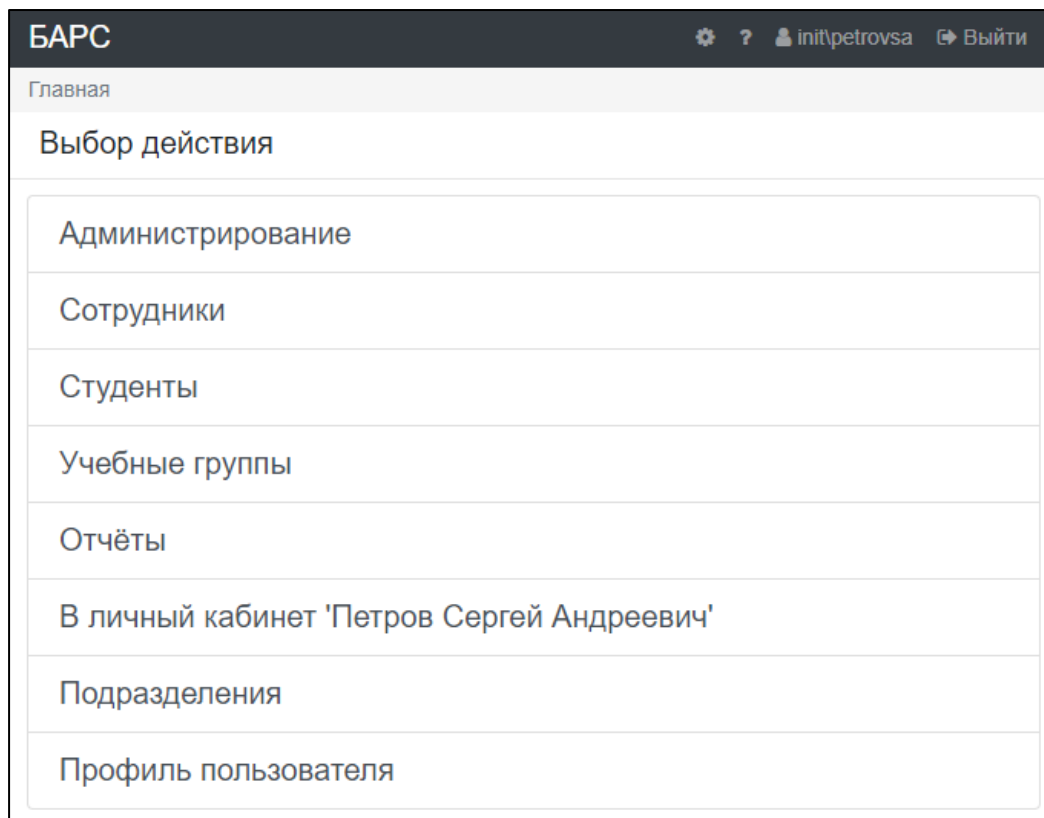 БАРС ? init\petrovsa Выйти
Главная
Выбор действия
Администрирование
Сотрудники
Студенты
Учебные группы
Отчёты
В личный кабинет 'Петров Сергей Андреевич'
Подразделения
Профиль пользователя